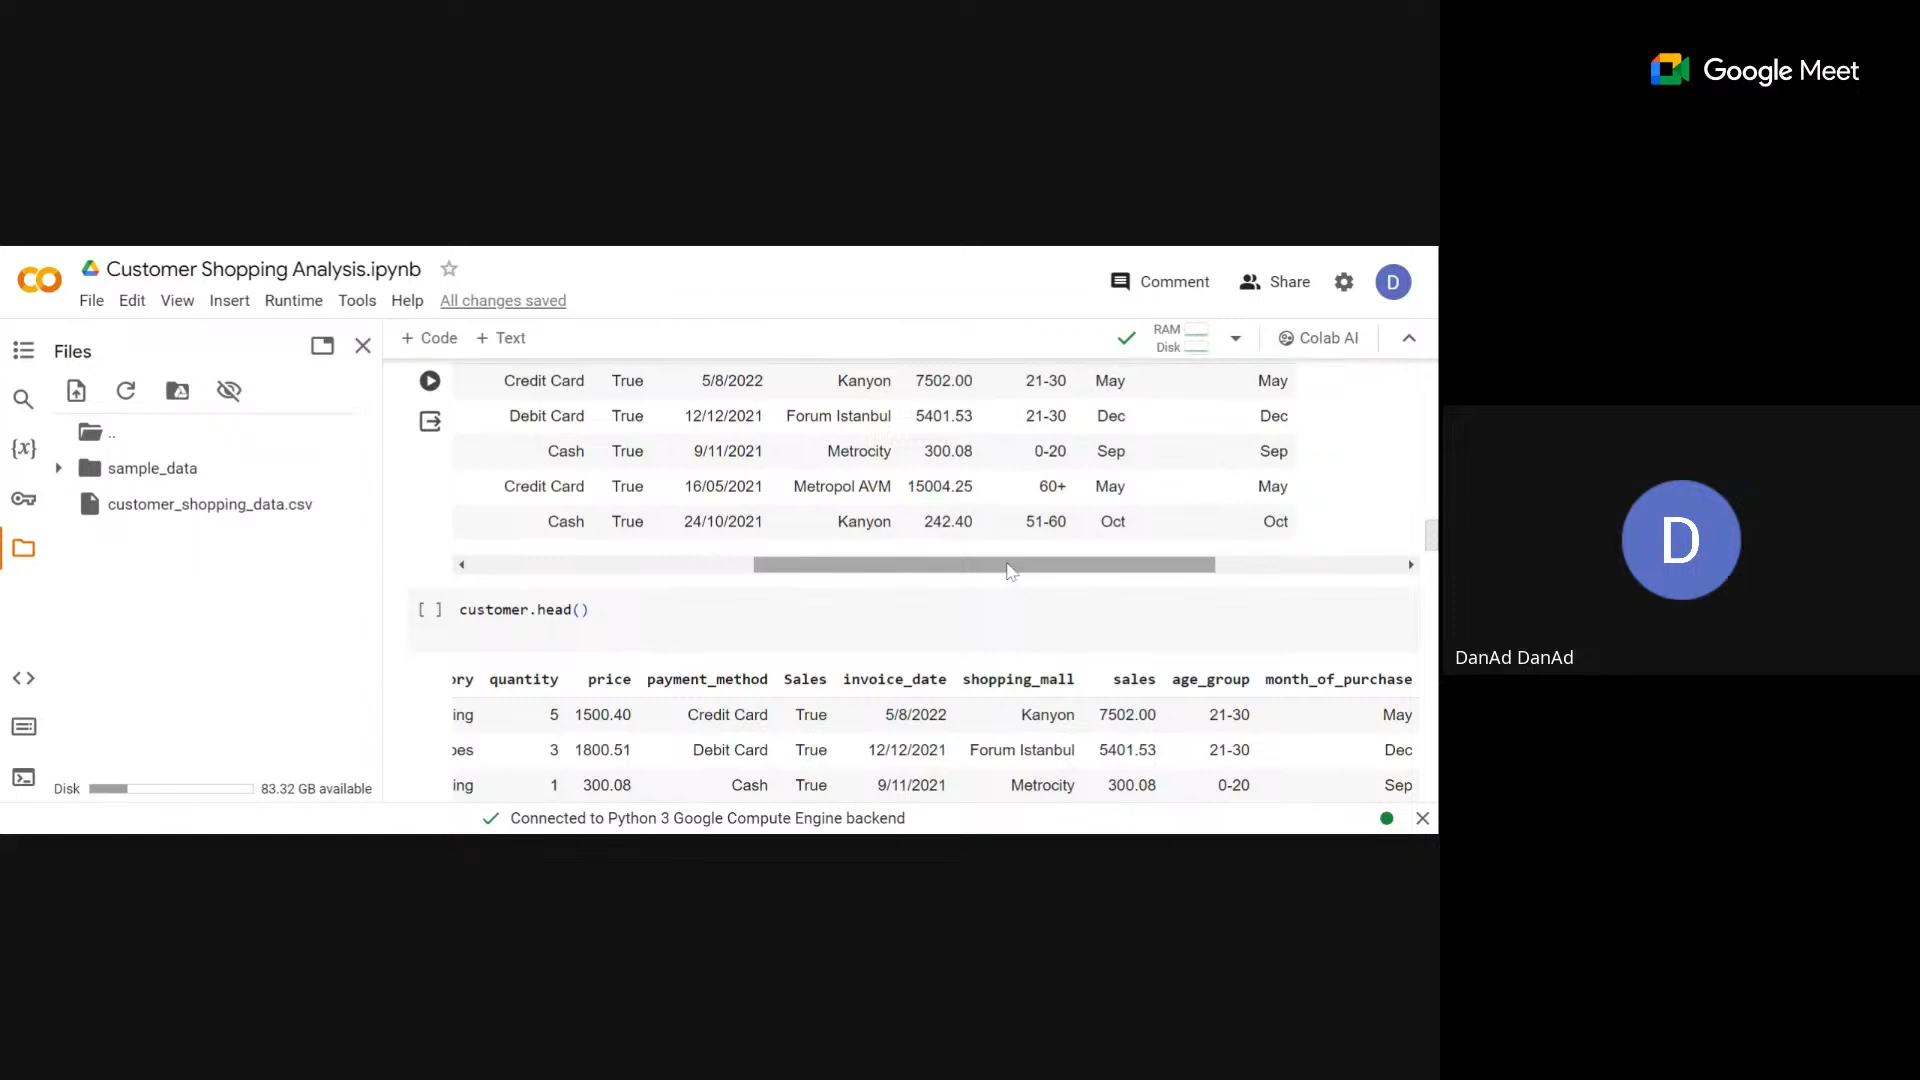 Google Meet
Customer Shopping Analysis.ipynb
File Edit View Insert Runtime Tools Help All changes saved
Comment Share D
Files
+ Code + Text
RAM
Disk
Colab AI
..
sample_data
customer_shopping_data.csv
{x}
Credit Card True 5/8/2022 Kanyon 7502.00 21-30 May May
Debit Card True 12/12/2021 Forum Istanbul 5401.53 21-30 Dec Dec
Cash True 9/11/2021 Metrocity 300.08 0-20 Sep Sep
Credit Card True 16/05/2021 Metropol AVM 15004.25 60+ May May
Cash True 24/10/2021 Kanyon 242.40 51-60 Oct Oct
[ ] customer.head()
ory quantity price payment_method Sales invoice_date shopping_mall sales age_group month_of_purchase
ing 5 1500.40 Credit Card True 5/8/2022 Kanyon 7502.00 21-30 May
oes 3 1800.51 Debit Card True 12/12/2021 Forum Istanbul 5401.53 21-30 Dec
ing 1 300.08 Cash True 9/11/2021 Metrocity 300.08 0-20 Sep
Disk 83.32 GB available
Connected to Python 3 Google Compute Engine backend
D
DanAd DanAd